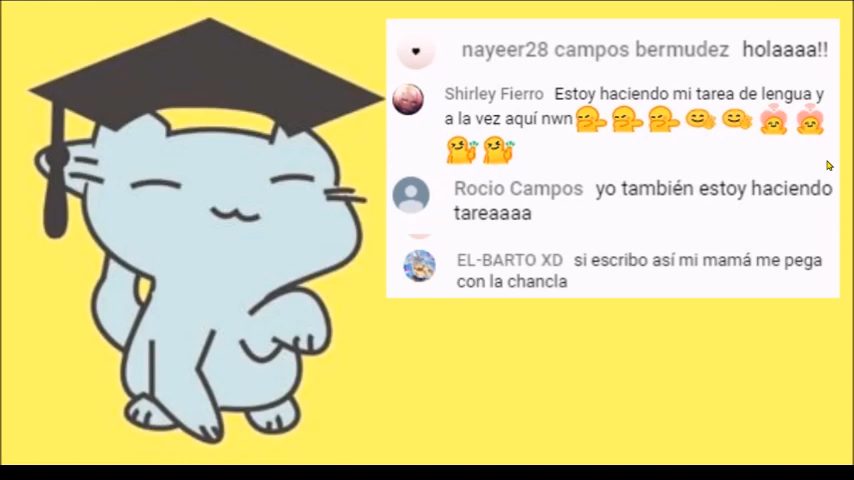 nayeer28 campos bermudez holaaaa!!
Shirley Fierro Estoy haciendo mi tarea de lengua y
a la vez aquí nwn
Rocio Campos yo también estoy haciendo
tareaaaa
EL-BARTO XD si escribo así mi mamá me pega
con la chancla